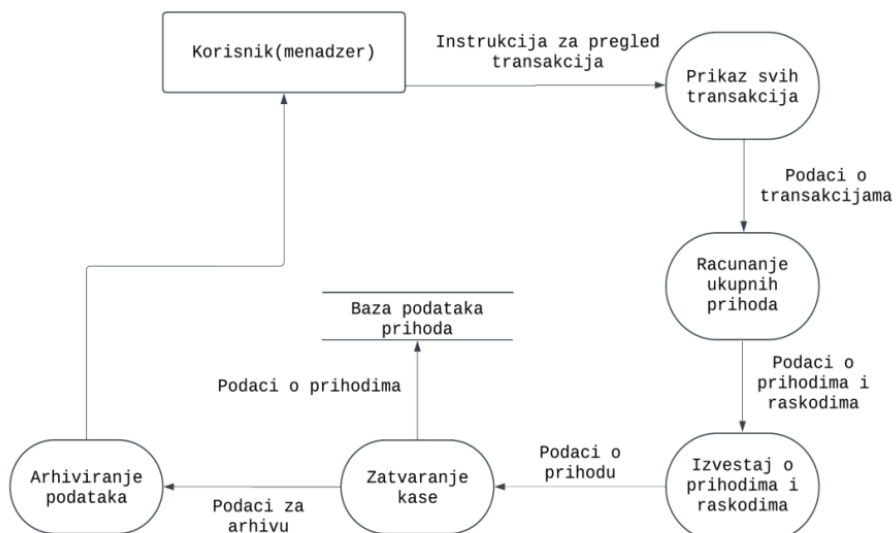 Korisnik(menadzer)
Instrukcija za pregled
transakcija
Prikaz svih
transakcija
Podaci o
transakcijama
Racunanje
ukupnih
prihoda
Podaci o
prihodima i
raskodima
Izvestaj o
prihodima i
raskodima
Podaci o
prihodu
Zatvaranje
kase
Podaci o prihodima
Baza podataka
prihoda
Podaci za
arhivu
Arhiviranje
podataka